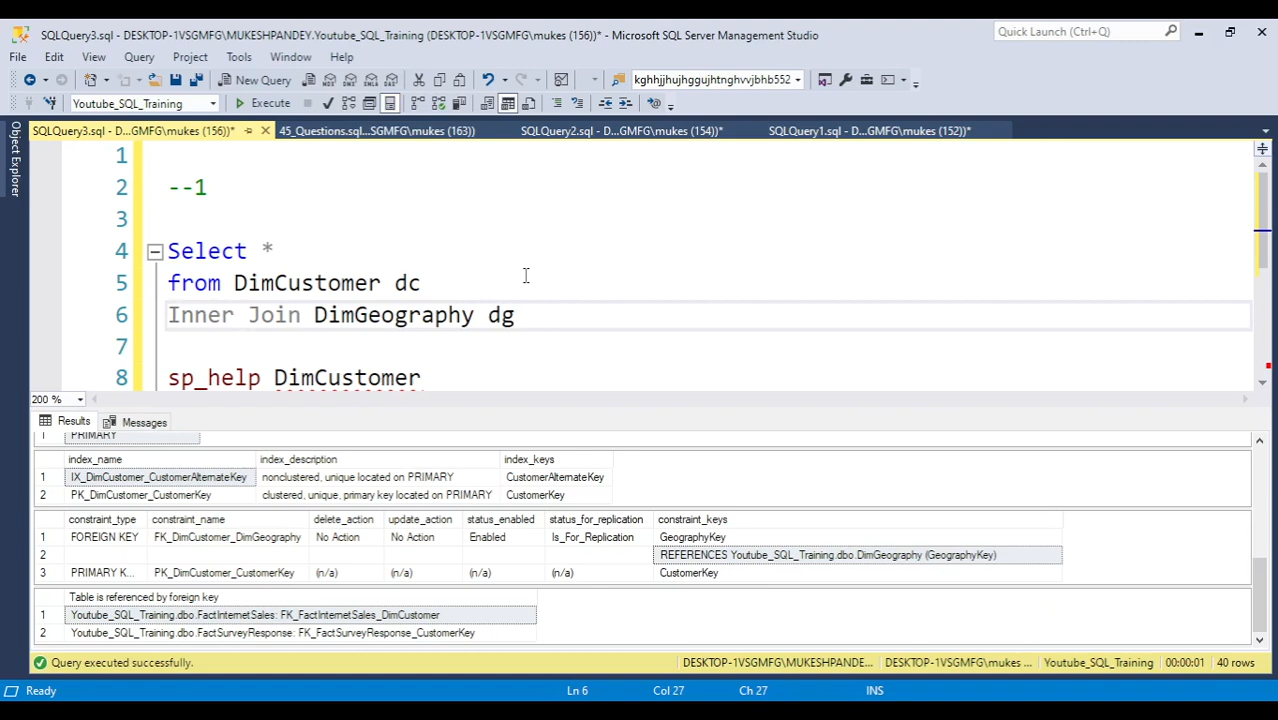 SQLQuery3.sql - DESKTOP-1VSGMFG\MUKESHPANDEY.Youtube_SQL_Training (DESKTOP-1VSGMFG\mukes (156))* - Microsoft SQL Server Management Studio
Quick Launch (Ctrl+Q)
File Edit View Query Project Tools Window Help
New Query
kghhjjhujhggujhtnghvvjbhb552
Youtube_SQL_Training
Execute
Object Explorer
SQLQuery3.sql - D...GMFG\mukes (156))*
45_Questions.sql...SGMFG\mukes (163))
SQLQuery2.sql - D...GMFG\mukes (154))*
SQLQuery1.sql - D...GMFG\mukes (152))*
1
2 --1
3
4 Select *
5 from DimCustomer dc
6 Inner Join DimGeography dg
7
8 sp_help DimCustomer
200 %
Results Messages
1 PRIMARY
index_name index_description index_keys
1 IX_DimCustomer_CustomerAlternateKey nonclustered, unique located on PRIMARY CustomerAlternateKey
2 PK_DimCustomer_CustomerKey clustered, unique, primary key located on PRIMARY CustomerKey
constraint_type constraint_name delete_action update_action status_enabled status_for_replication constraint_keys
1 FOREIGN KEY FK_DimCustomer_DimGeography No Action No Action Enabled Is_For_Replication GeographyKey
2 REFERENCES Youtube_SQL_Training.dbo.DimGeography (GeographyKey)
3 PRIMARY K... PK_DimCustomer_CustomerKey (n/a) (n/a) (n/a) (n/a) CustomerKey
Table is referenced by foreign key
1 Youtube_SQL_Training.dbo.FactInternetSales: FK_FactInternetSales_DimCustomer
2 Youtube_SQL_Training.dbo.FactSurveyResponse: FK_FactSurveyResponse_CustomerKey
Query executed successfully. DESKTOP-1VSGMFG\MUKESHPANDE... DESKTOP-1VSGMFG\mukes ... Youtube_SQL_Training 00:00:01 40 rows
Ready Ln 6 Col 27 Ch 27 INS